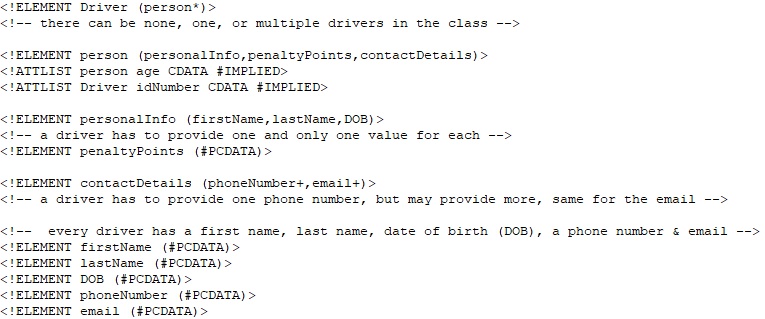 <!ELEMENT Driver (person*)>
<!-- there can be none, one, or multiple drivers in the class -->
<!ELEMENT person (personalInfo,penaltyPoints,contactDetails)>
<!ATTLIST person age CDATA #IMPLIED>
<!ATTLIST Driver idNumber CDATA #IMPLIED>
<!ELEMENT personalInfo (firstName,lastName,DOB)>
<!-- a driver has to provide one and only one value for each -->
<!ELEMENT penaltyPoints (#PCDATA)>
<!ELEMENT contactDetails (phoneNumber+,email+)>
<!-- a driver has to provide one phone number, but may provide more, same for the email -->
<!--  every driver has a first name, last name, date of birth (DOB), a phone number & email -->
<!ELEMENT firstName (#PCDATA)>
<!ELEMENT lastName (#PCDATA)>
<!ELEMENT DOB (#PCDATA)>
<!ELEMENT phoneNumber (#PCDATA)>
<!ELEMENT email (#PCDATA)>